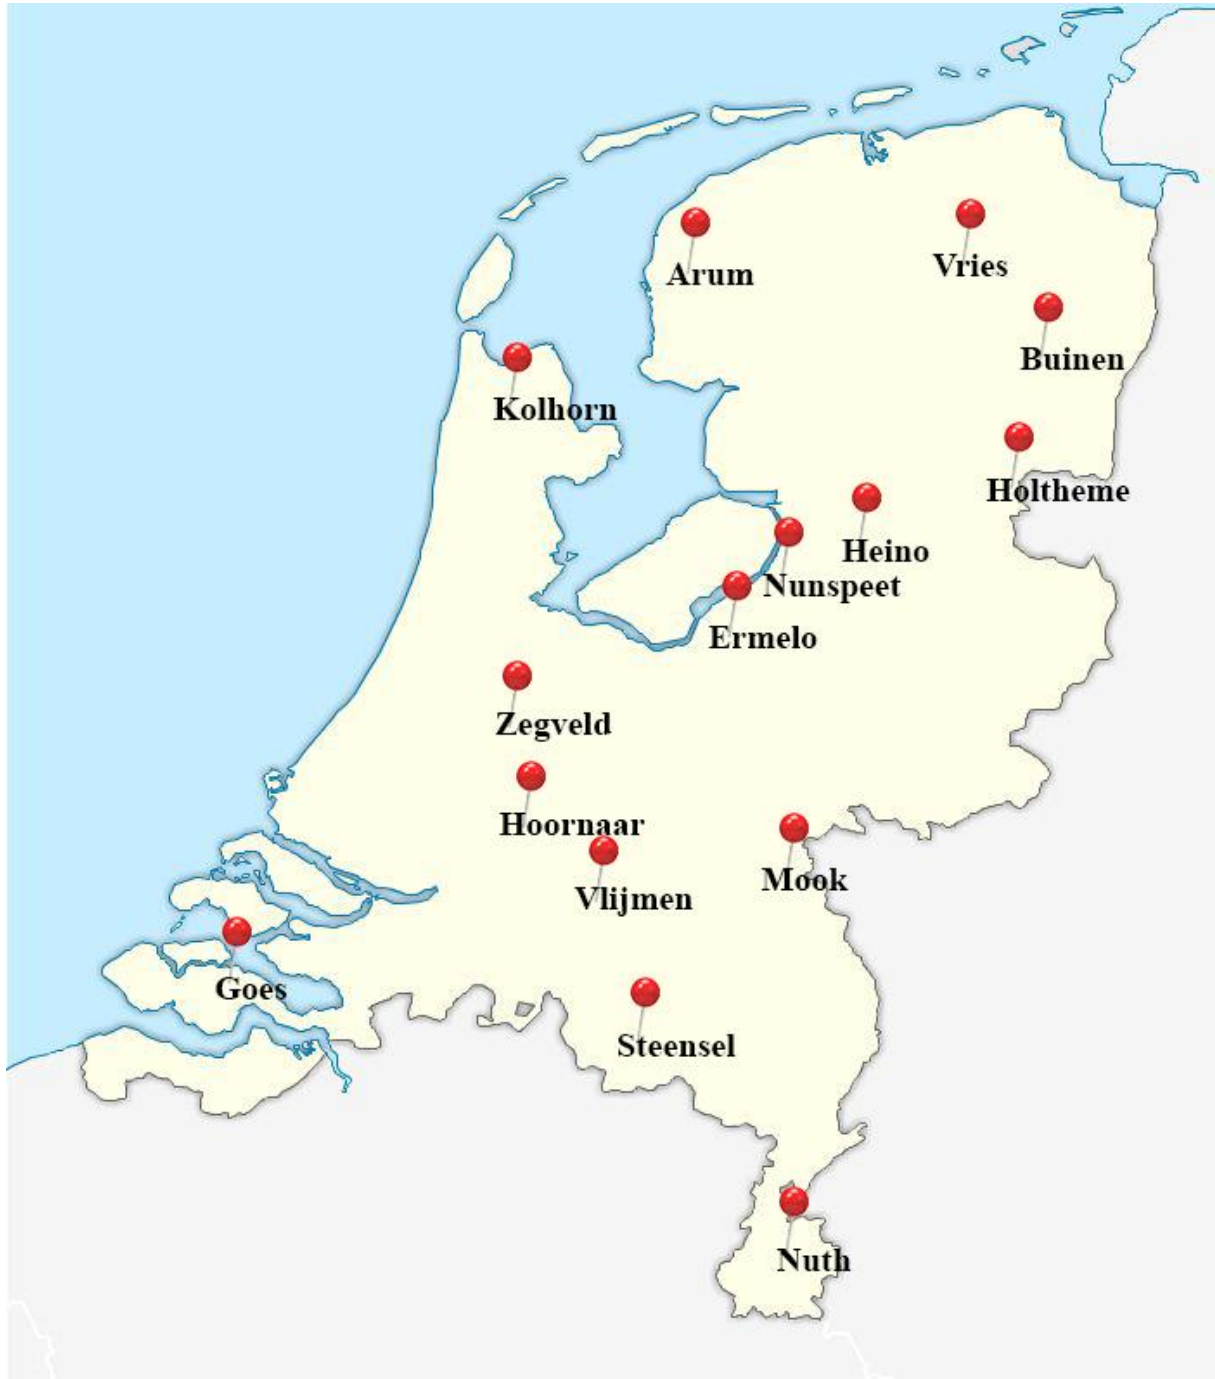 Vries
Arum
Buinen
Kolhorn
Holtheme
Heino
Nunspeet
Ermelo
Zegveld
Hoornaar
Mook
Vlijmen
Goes
Steensel
Nuth